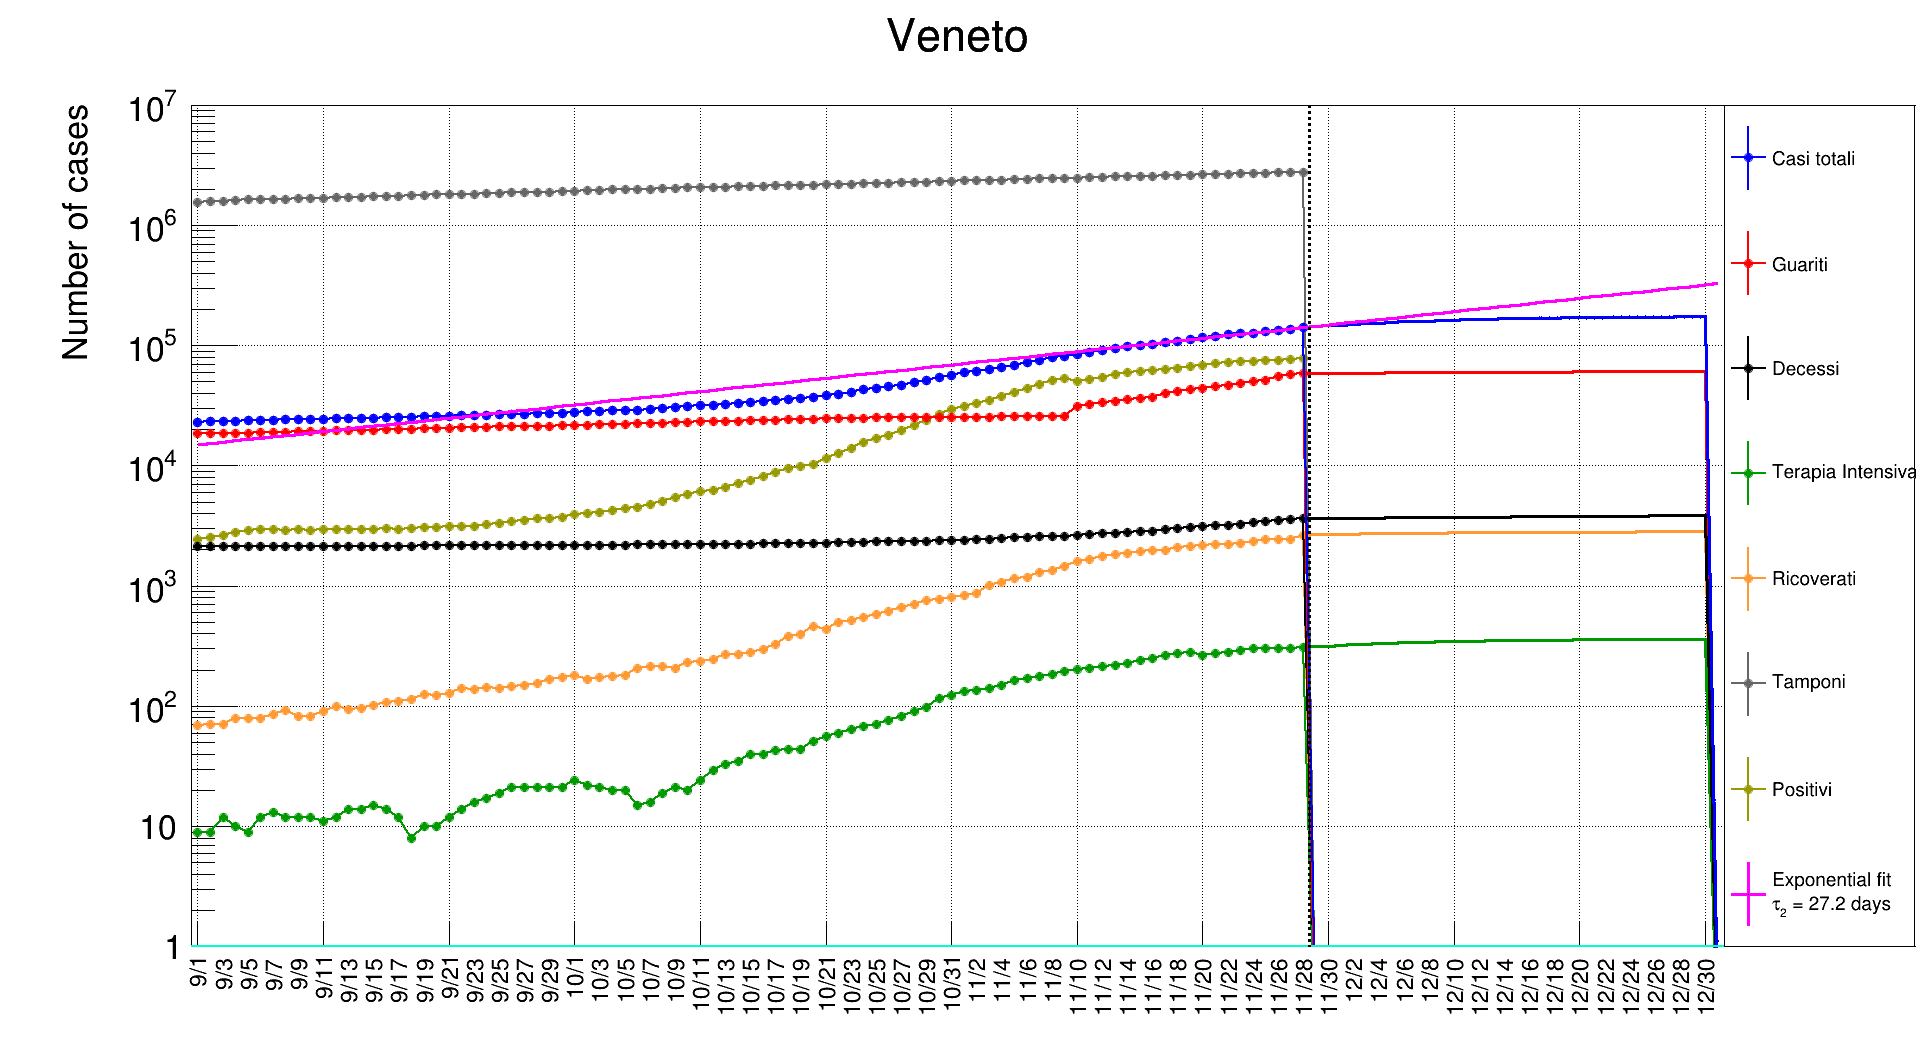 Veneto
Number of cases
10^7
10^6
10^5
10^4
10^3
10^2
10
1
9/1 9/3 9/5 9/7 9/9 9/11 9/13 9/15 9/17 9/19 9/21 9/23 9/25 9/27 9/29 10/1 10/3 10/5 10/7 10/9 10/11 10/13 10/15 10/17 10/19 10/21 10/23 10/25 10/27 10/29 10/31 11/2 11/4 11/6 11/8 11/10 11/12 11/14 11/16 11/18 11/20 11/22 11/24 11/26 11/28 11/30 12/2 12/4 12/6 12/8 12/10 12/12 12/14 12/16 12/18 12/20 12/22 12/24 12/26 12/28 12/30
Casi totali
Guariti
Decessi
Terapia Intensiva
Ricoverati
Tamponi
Positivi
Exponential fit
τ₂ = 27.2 days